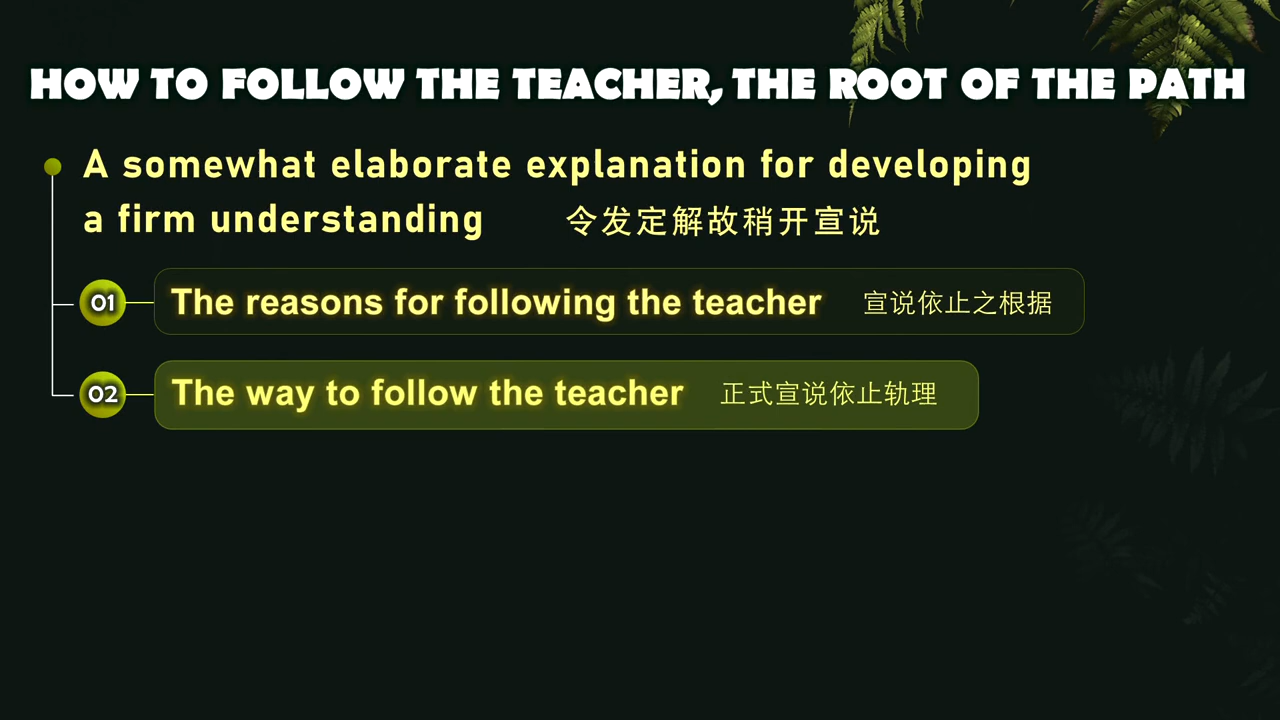 HOW TO FOLLOW THE TEACHER, THE ROOT OF THE PATH
A somewhat elaborate explanation for developing
a firm understanding 令发定解故稍开宣说
01 The reasons for following the teacher 宣说依止之根据
02 The way to follow the teacher 正式宣说依止轨理